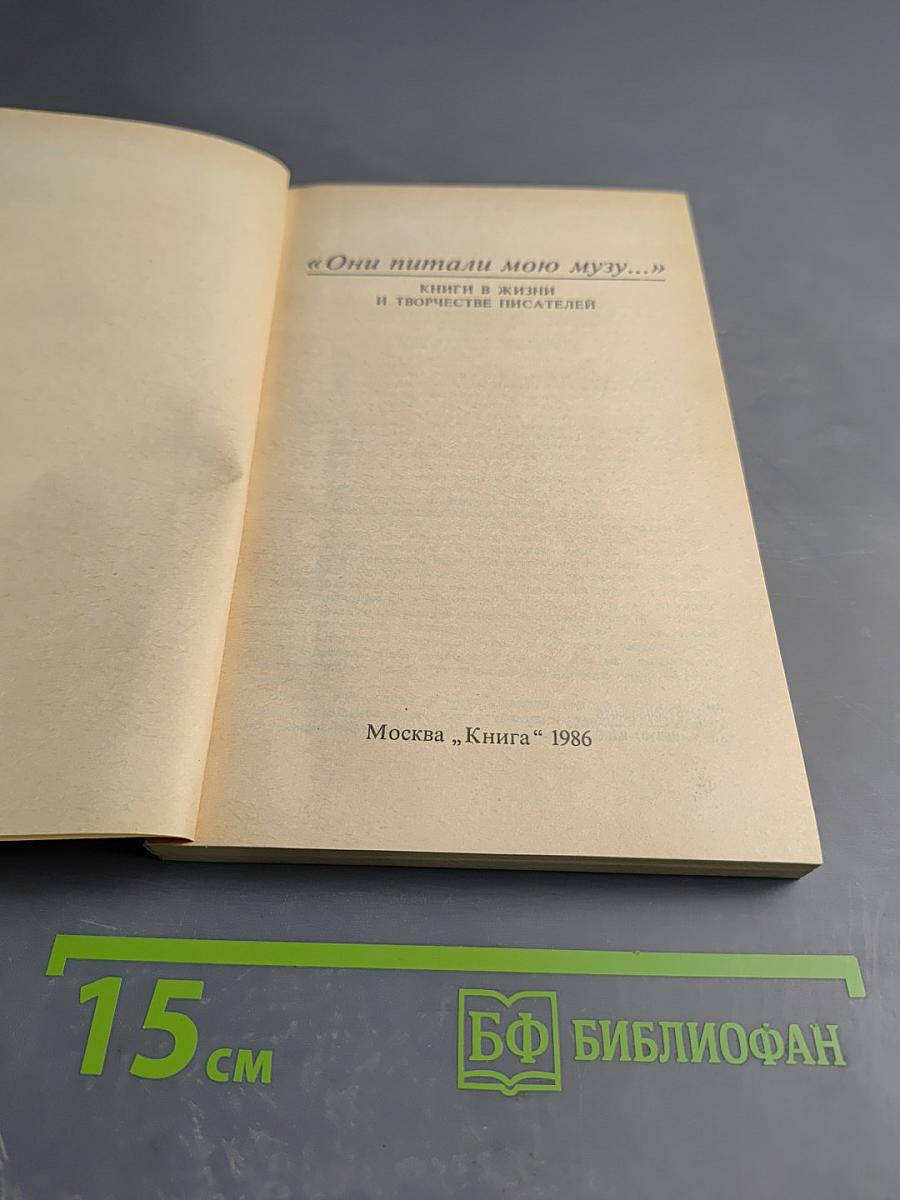 «Они питали мою музу...»
КНИГИ В ЖИЗНИ
И ТВОРЧЕСТВЕ ПИСАТЕЛЕЙ
Москва „Книга“ 1986
15 см
БФ БИБЛИОФАН